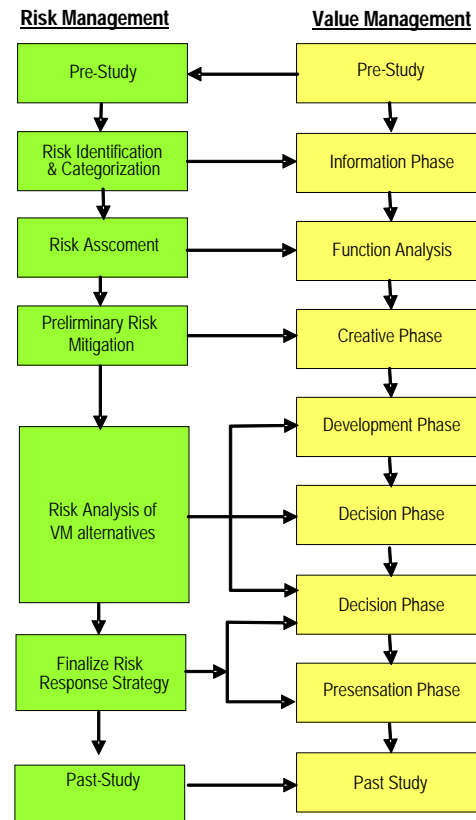 Risk Management
Value Management
Pre-Study
Pre-Study
Risk Identification
& Categorization
Information Phase
Risk Asscoment
Function Analysis
Prelirminary Risk
Mitigation
Creative Phase
Development Phase
Risk Analysis of
VM alternatives
Decision Phase
Decision Phase
Finalize Risk
Response Strategy
Presensation Phase
Past-Study
Past Study